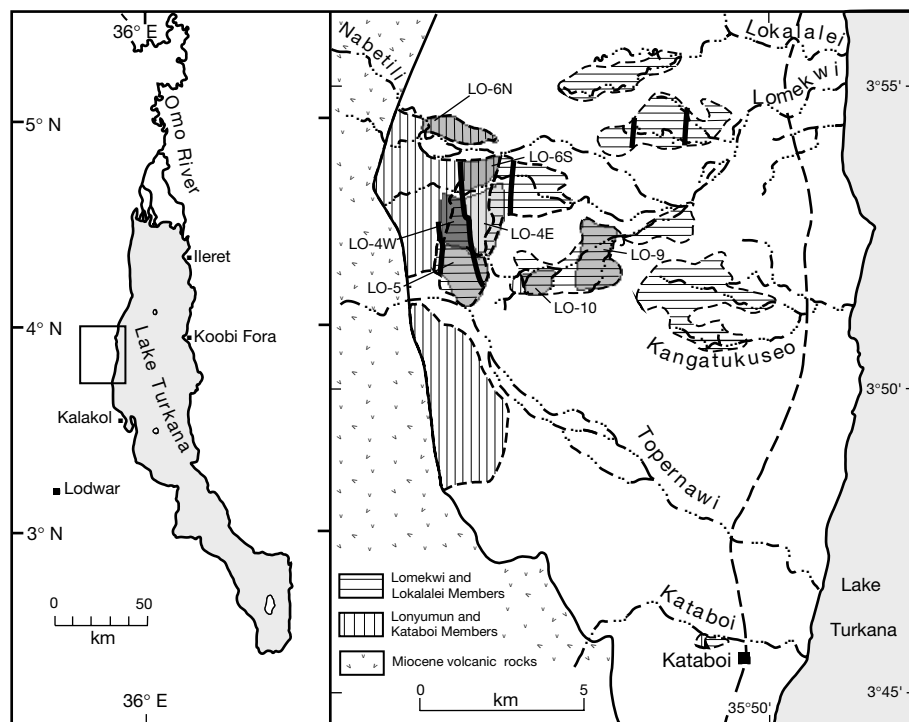 36° E
5° N
Omo River
Ileret
4° N
Koobi Fora
Lake Turkana
Kalakol
Lodwar
3° N
0 50
km
36° E
Nabetili
Lokalalei
LO-6N
Lomekwi
3°55'
LO-6S
LO-4W
LO-4E
LO-9
LO-5
LO-10
Kangatukuseo
3°50'
Topernawi
Lomekwi and
Lokalalei Members
Lonyumun and
Kataboi Members
Miocene volcanic rocks
Kataboi
Lake
Turkana
Kataboi
0 5
km
35°50'
3°45'